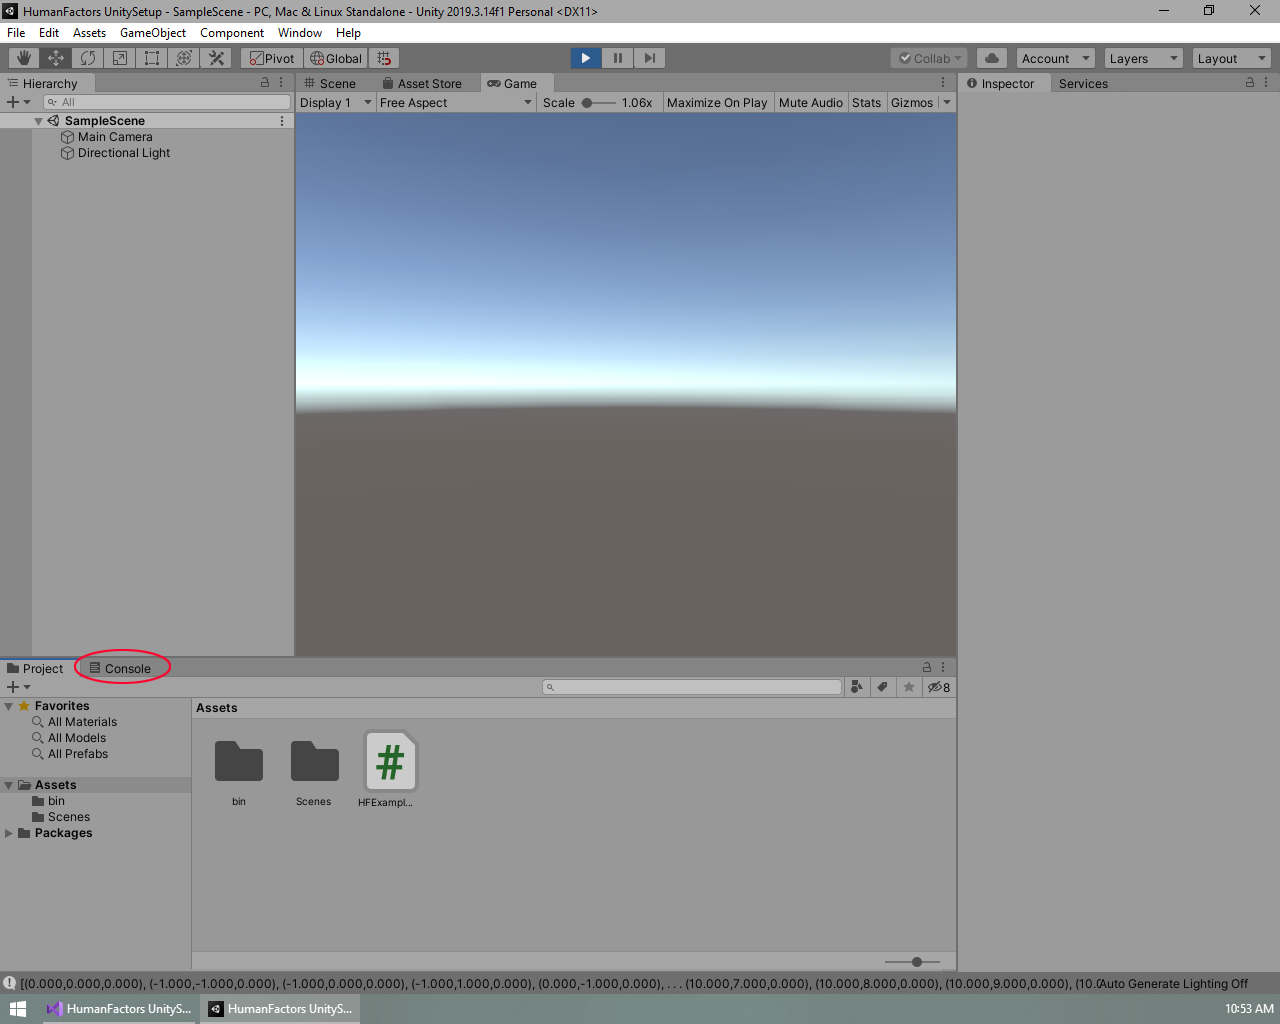 HumanFactors UnitySetup - SampleScene - PC, Mac & Linux Standalone - Unity 2019.3.14f1 Personal <DX11>
File Edit Assets GameObject Component Window Help
Pivot Global Collab Account Layers Layout
Hierarchy
All
SampleScene
Main Camera
Directional Light
Scene Asset Store Game
Display 1 Free Aspect Scale 1.06x Maximize On Play Mute Audio Stats Gizmos
Inspector Services
Project Console
8
Favorites
All Materials
All Models
All Prefabs
Assets
bin
Scenes
Packages
Assets
bin Scenes HFExampl...
[(0.000,0.000,0.000), (-1.000,-1.000,0.000), (-1.000,0.000,0.000), (-1.000,1.000,0.000), (0.000,-1.000,0.000), . . . (10.000,7.000,0.000), (10.000,8.000,0.000), (10.000,9.000,0.000), (10.0 Auto Generate Lighting Off
HumanFactors UnityS... HumanFactors UnityS... 10:53 AM